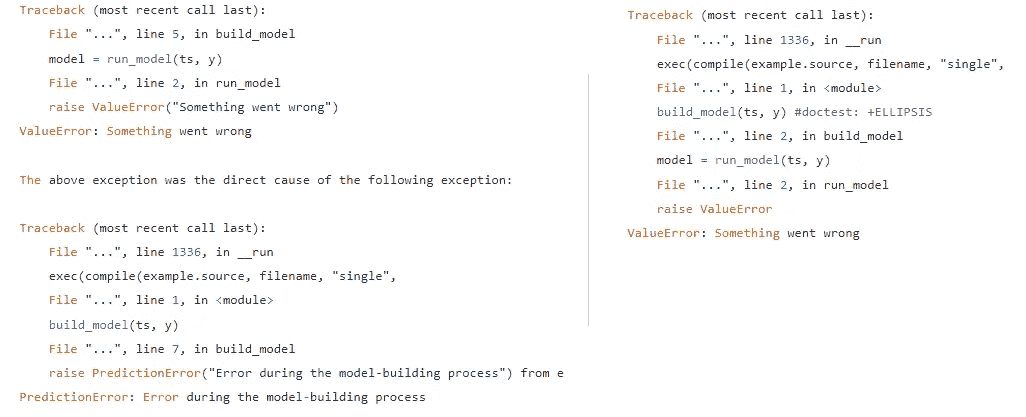 Traceback (most recent call last):
File "...", line 5, in build_model
model = run_model(ts, y)
File "...", line 2, in run_model
raise ValueError("Something went wrong")
ValueError: Something went wrong
The above exception was the direct cause of the following exception:
Traceback (most recent call last):
File "...", line 1336, in __run
exec(compile(example.source, filename, "single",
File "...", line 1, in <module>
build_model(ts, y)
File "...", line 7, in build_model
raise PredictionError("Error during the model-building process") from e
PredictionError: Error during the model-building process
Traceback (most recent call last):
File "...", line 1336, in __run
exec(compile(example.source, filename, "single",
File "...", line 1, in <module>
build_model(ts, y) #doctest: +ELLIPSIS
File "...", line 2, in build_model
model = run_model(ts, y)
File "...", line 2, in run_model
raise ValueError
ValueError: Something went wrong